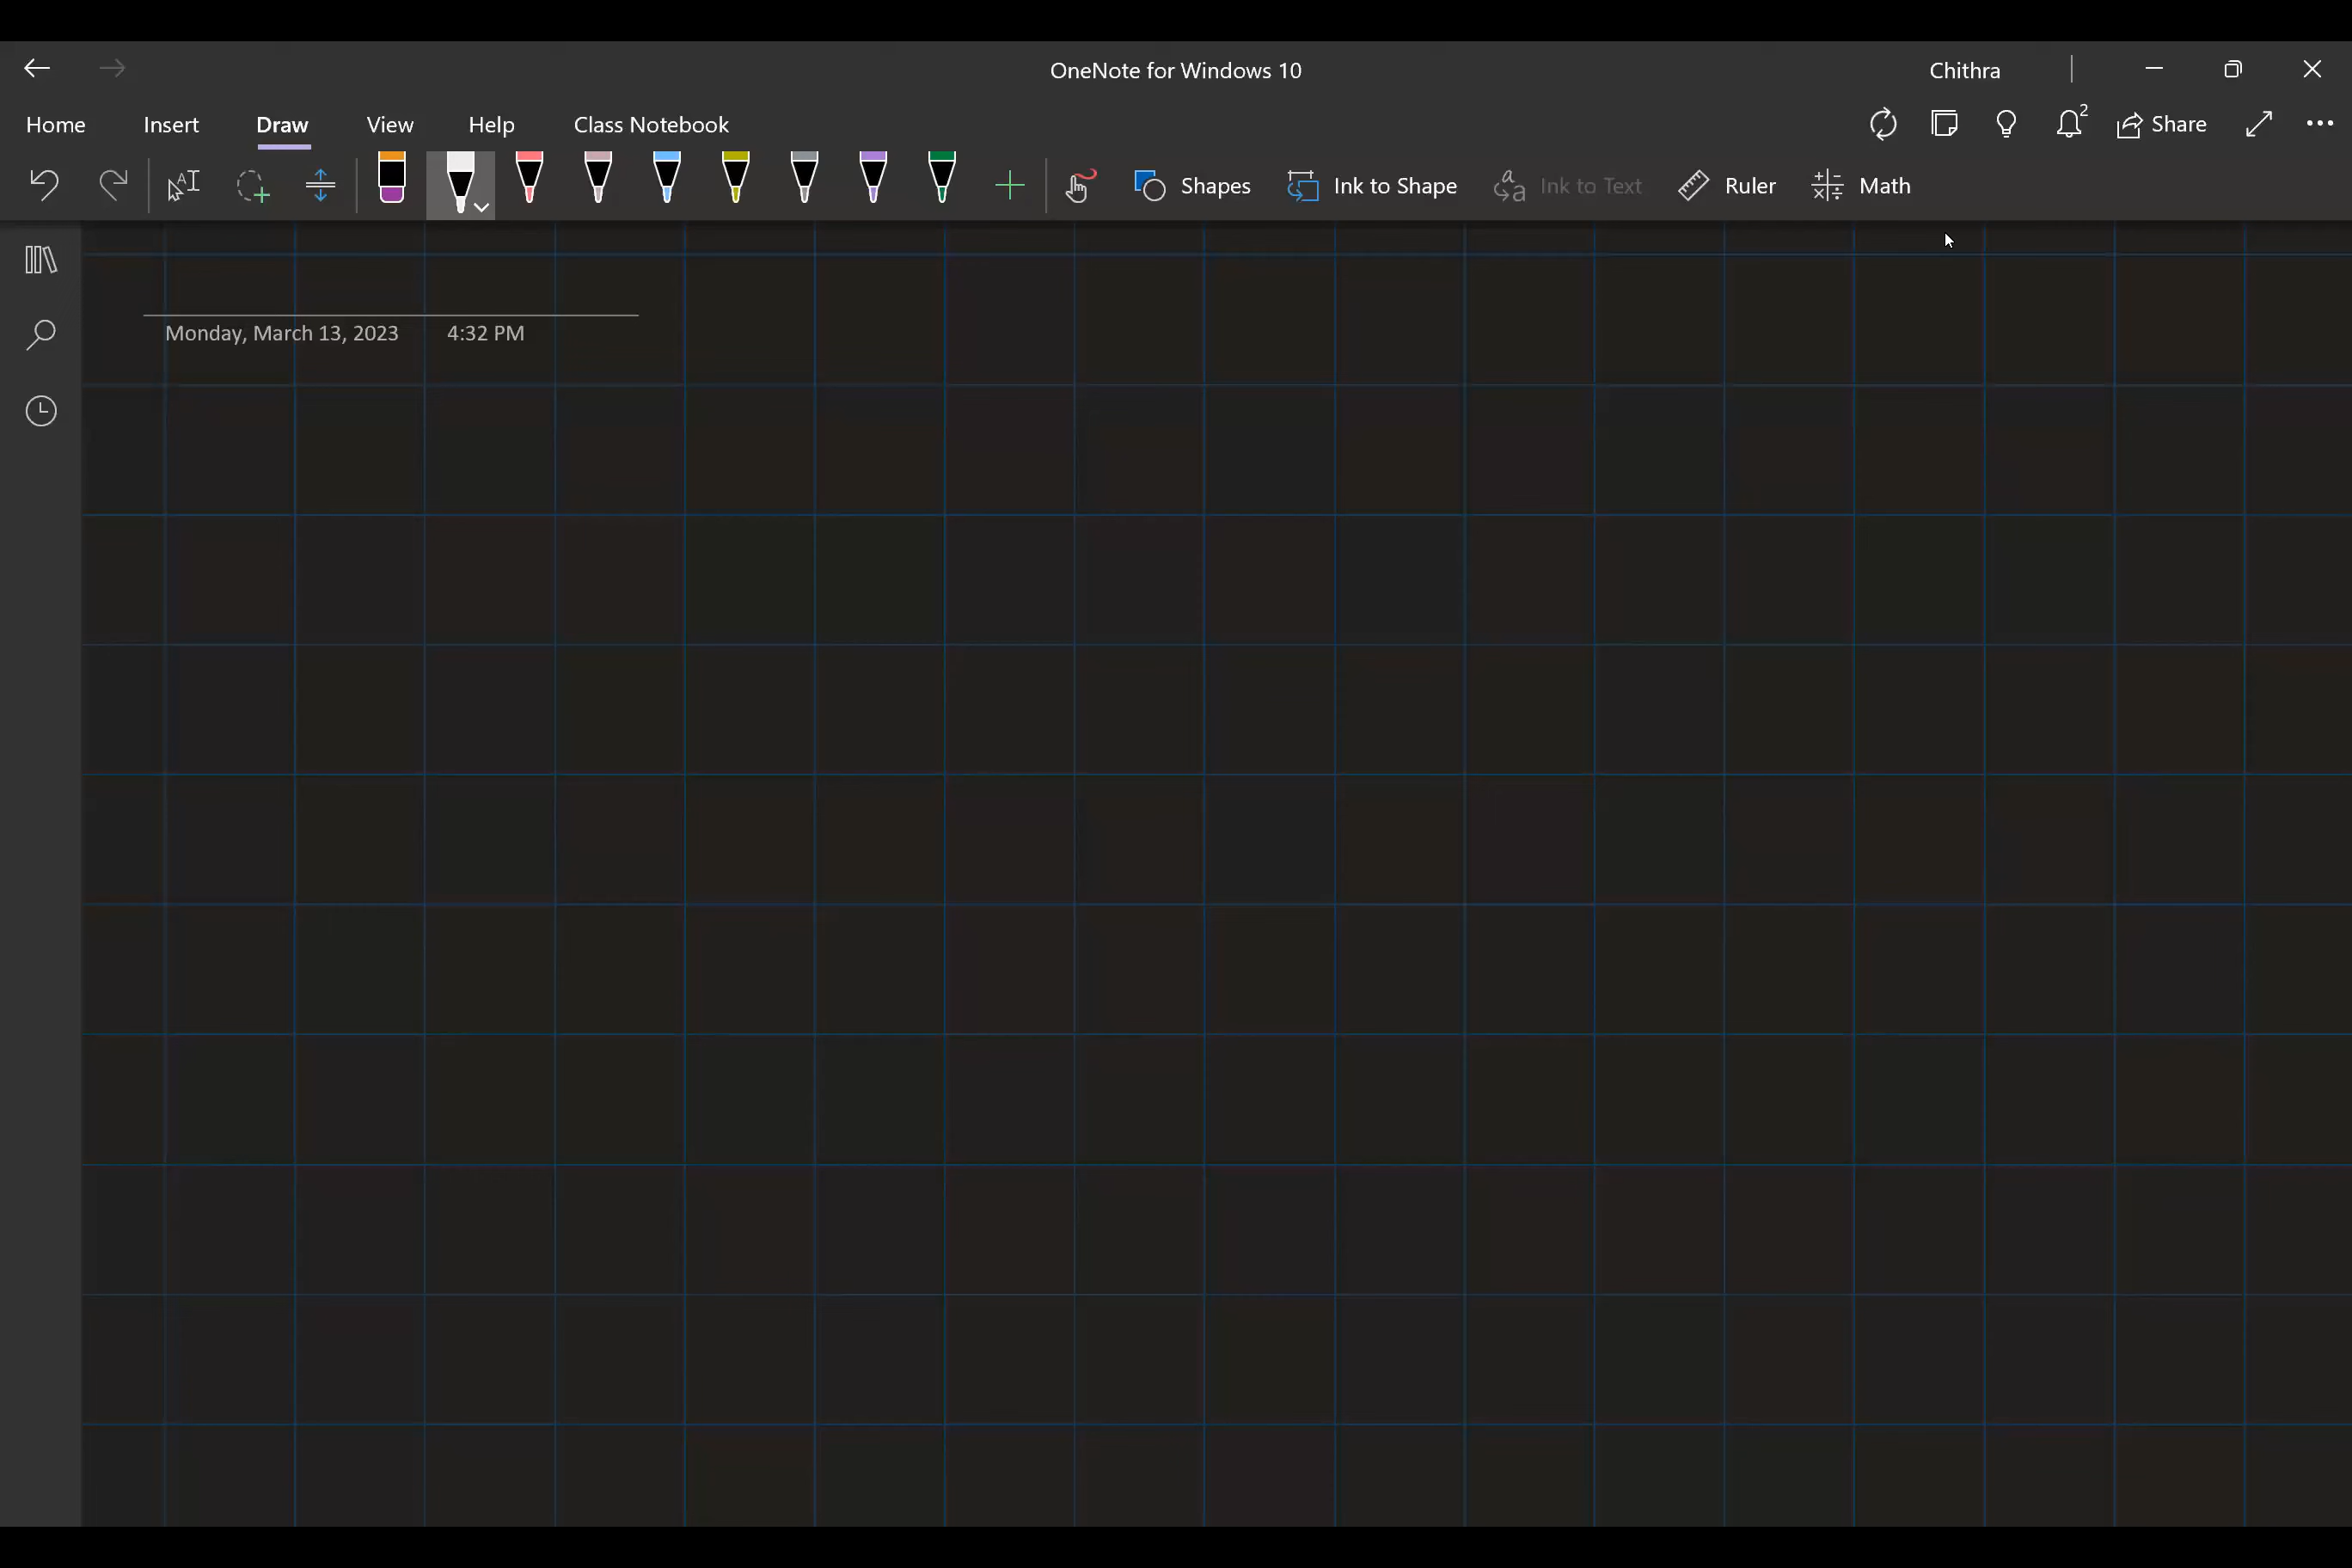 OneNote for Windows 10
Chithra
Home Insert Draw View Help Class Notebook
2 Share
Shapes Ink to Shape Ink to Text Ruler Math
Monday, March 13, 2023 4:32 PM